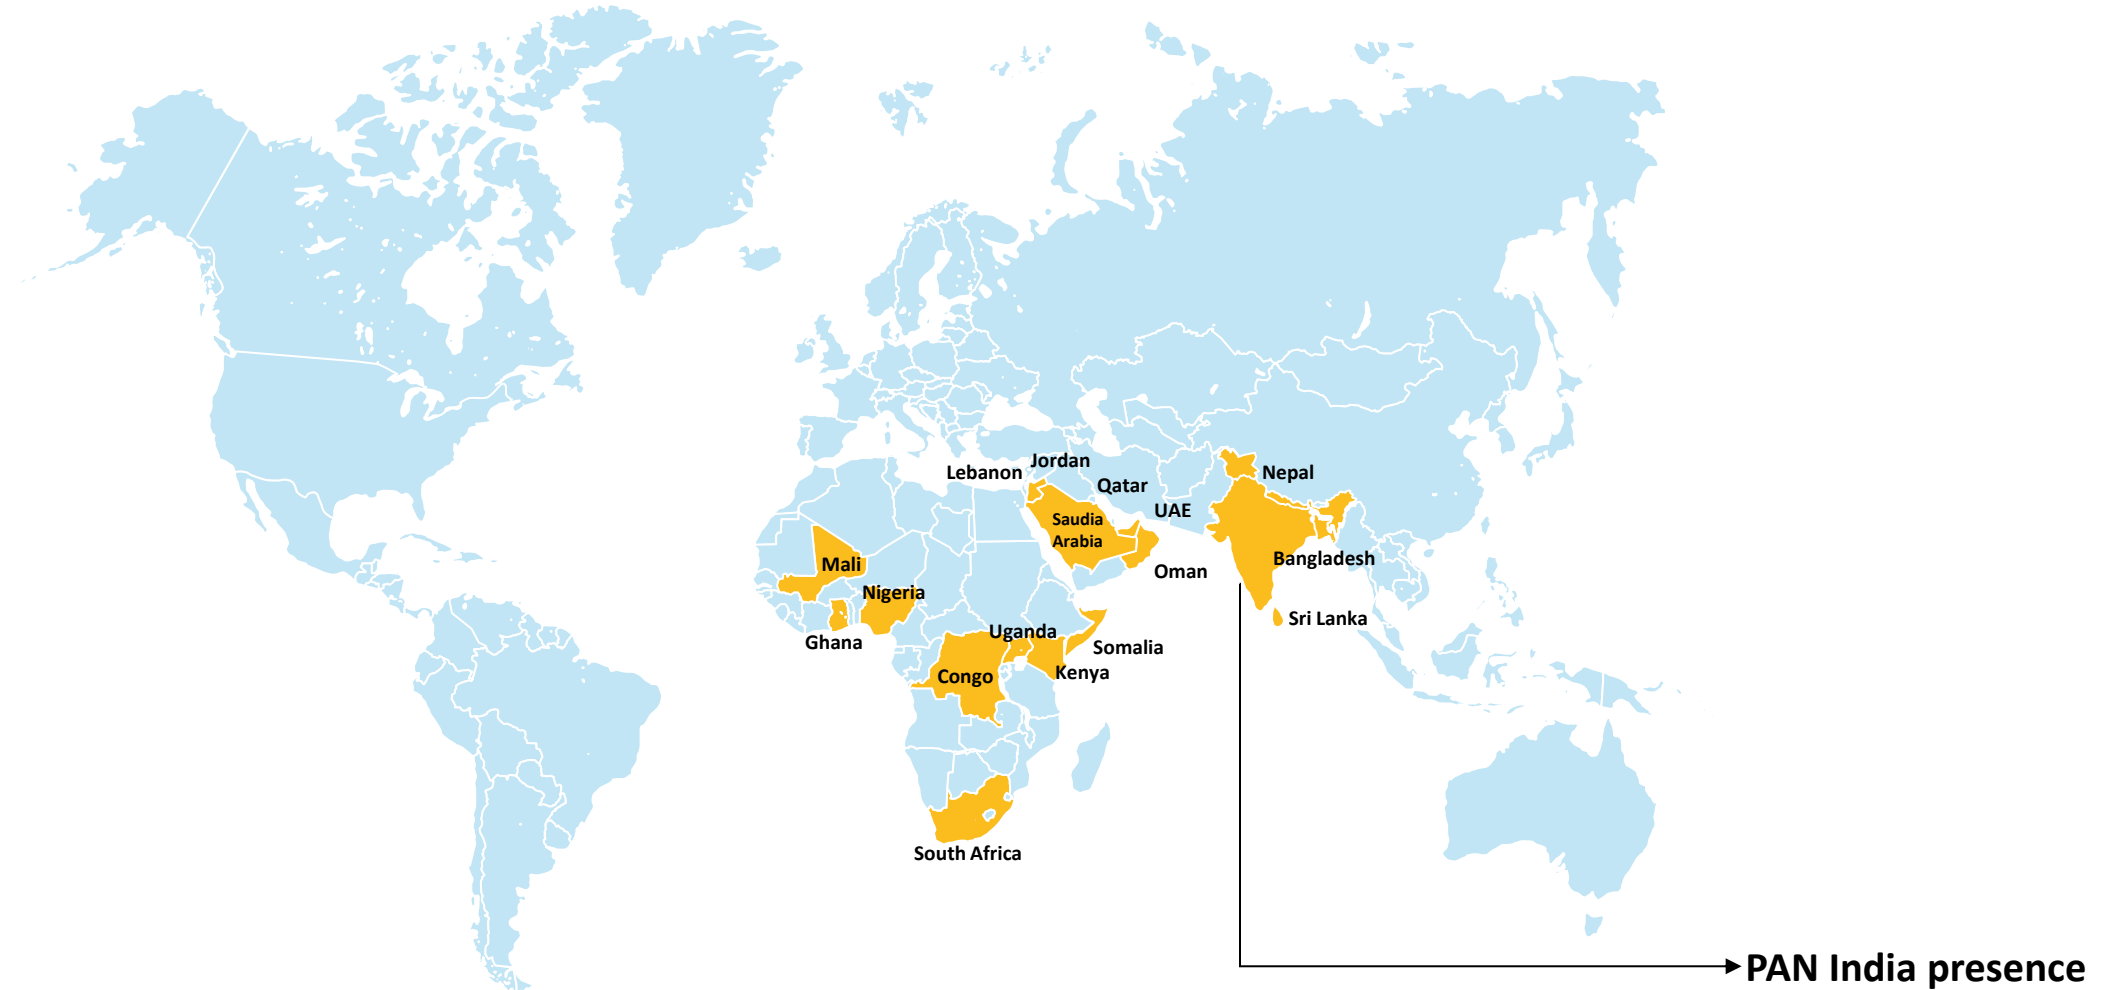 Jordan
Lebanon
Nepal
Qatar
UAE
Saudia
Arabia
Bangladesh
Mali
Oman
Nigeria
Sri Lanka
Uganda
Ghana
Somalia
Kenya
Congo
South Africa
PAN India presence